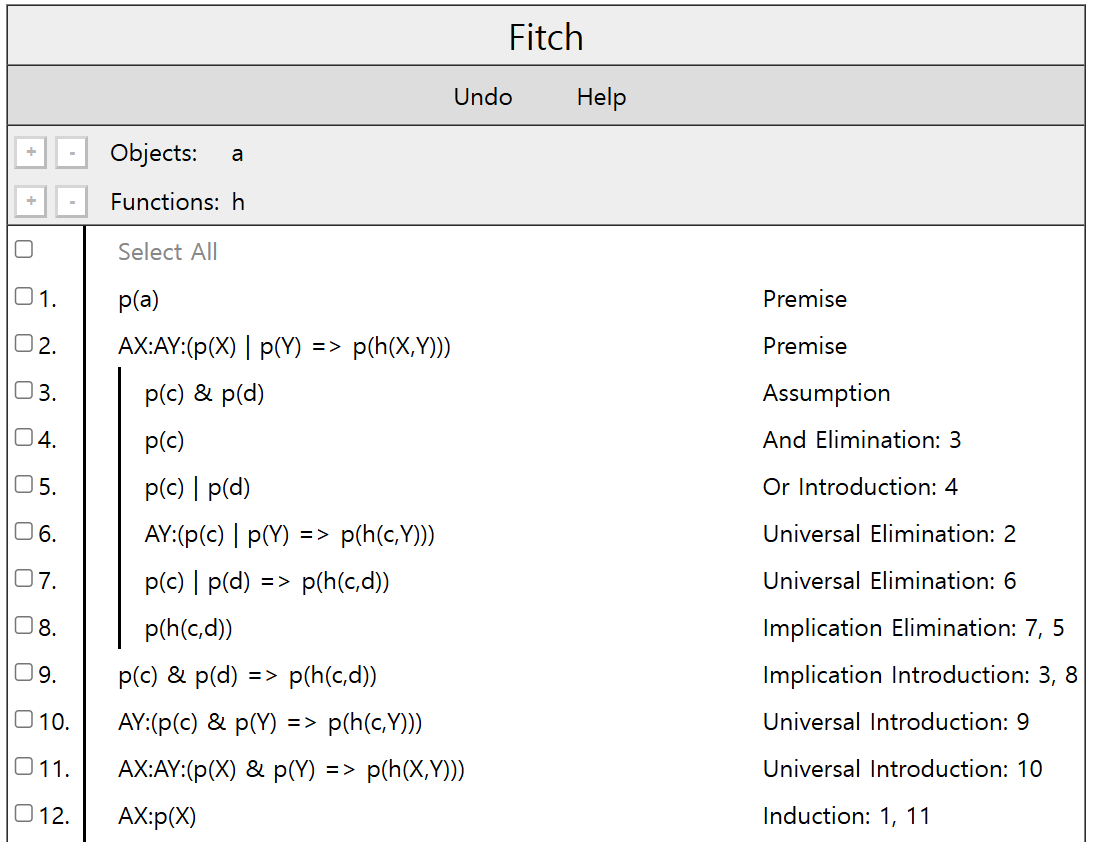 Fitch
Undo Help
+ - Objects: a
+ - Functions: h
Select All
1. p(a) Premise
2. AX:AY:(p(X) | p(Y) => p(h(X,Y))) Premise
3. p(c) & p(d) Assumption
4. p(c) And Elimination: 3
5. p(c) | p(d) Or Introduction: 4
6. AY:(p(c) | p(Y) => p(h(c,Y))) Universal Elimination: 2
7. p(c) | p(d) => p(h(c,d)) Universal Elimination: 6
8. p(h(c,d)) Implication Elimination: 7, 5
9. p(c) & p(d) => p(h(c,d)) Implication Introduction: 3, 8
10. AY:(p(c) & p(Y) => p(h(c,Y))) Universal Introduction: 9
11. AX:AY:(p(X) & p(Y) => p(h(X,Y))) Universal Introduction: 10
12. AX:p(X) Induction: 1, 11